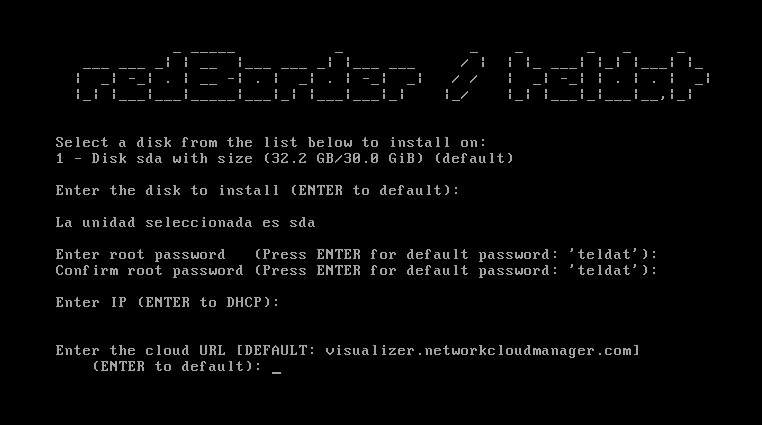 redBorder / teldat
Select a disk from the list below to install on:
1 - Disk sda with size (32.2 GB/30.0 GiB) (default)
Enter the disk to install (ENTER to default):
La unidad seleccionada es sda
Enter root password   (Press ENTER for default password: 'teldat'):
Confirm root password (Press ENTER for default password: 'teldat'):
Enter IP (ENTER to DHCP):
Enter the cloud URL [DEFAULT: visualizer.networkcloudmanager.com]
(ENTER to default): _